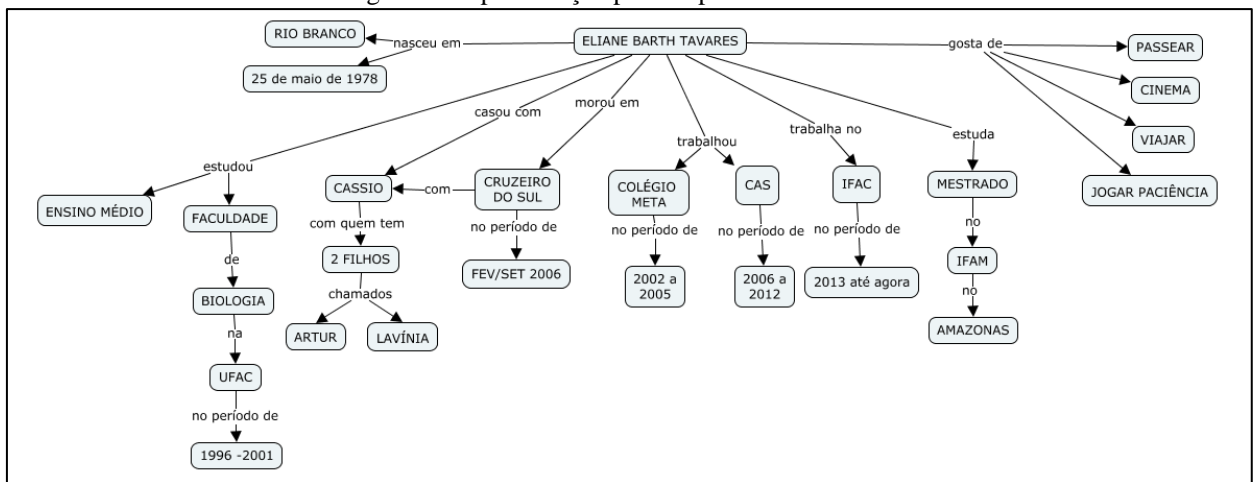 RIO BRANCO
nasceu em
ELIANE BARTH TAVARES
gosta de
PASSEAR
25 de maio de 1978
CINEMA
VIAJAR
JOGAR PACIÊNCIA
casou com
morou em
trabalhou
trabalha no
estuda
estudou
ENSINO MÉDIO
FACULDADE
de
BIOLOGIA
na
UFAC
no período de
1996 -2001
CASSIO
com
com quem tem
2 FILHOS
chamados
ARTUR
LAVÍNIA
CRUZEIRO
DO SUL
no período de
FEV/SET 2006
COLÉGIO
META
no período de
2002 a
2005
CAS
no período de
2006 a
2012
IFAC
no período de
2013 até agora
MESTRADO
no
IFAM
no
AMAZONAS